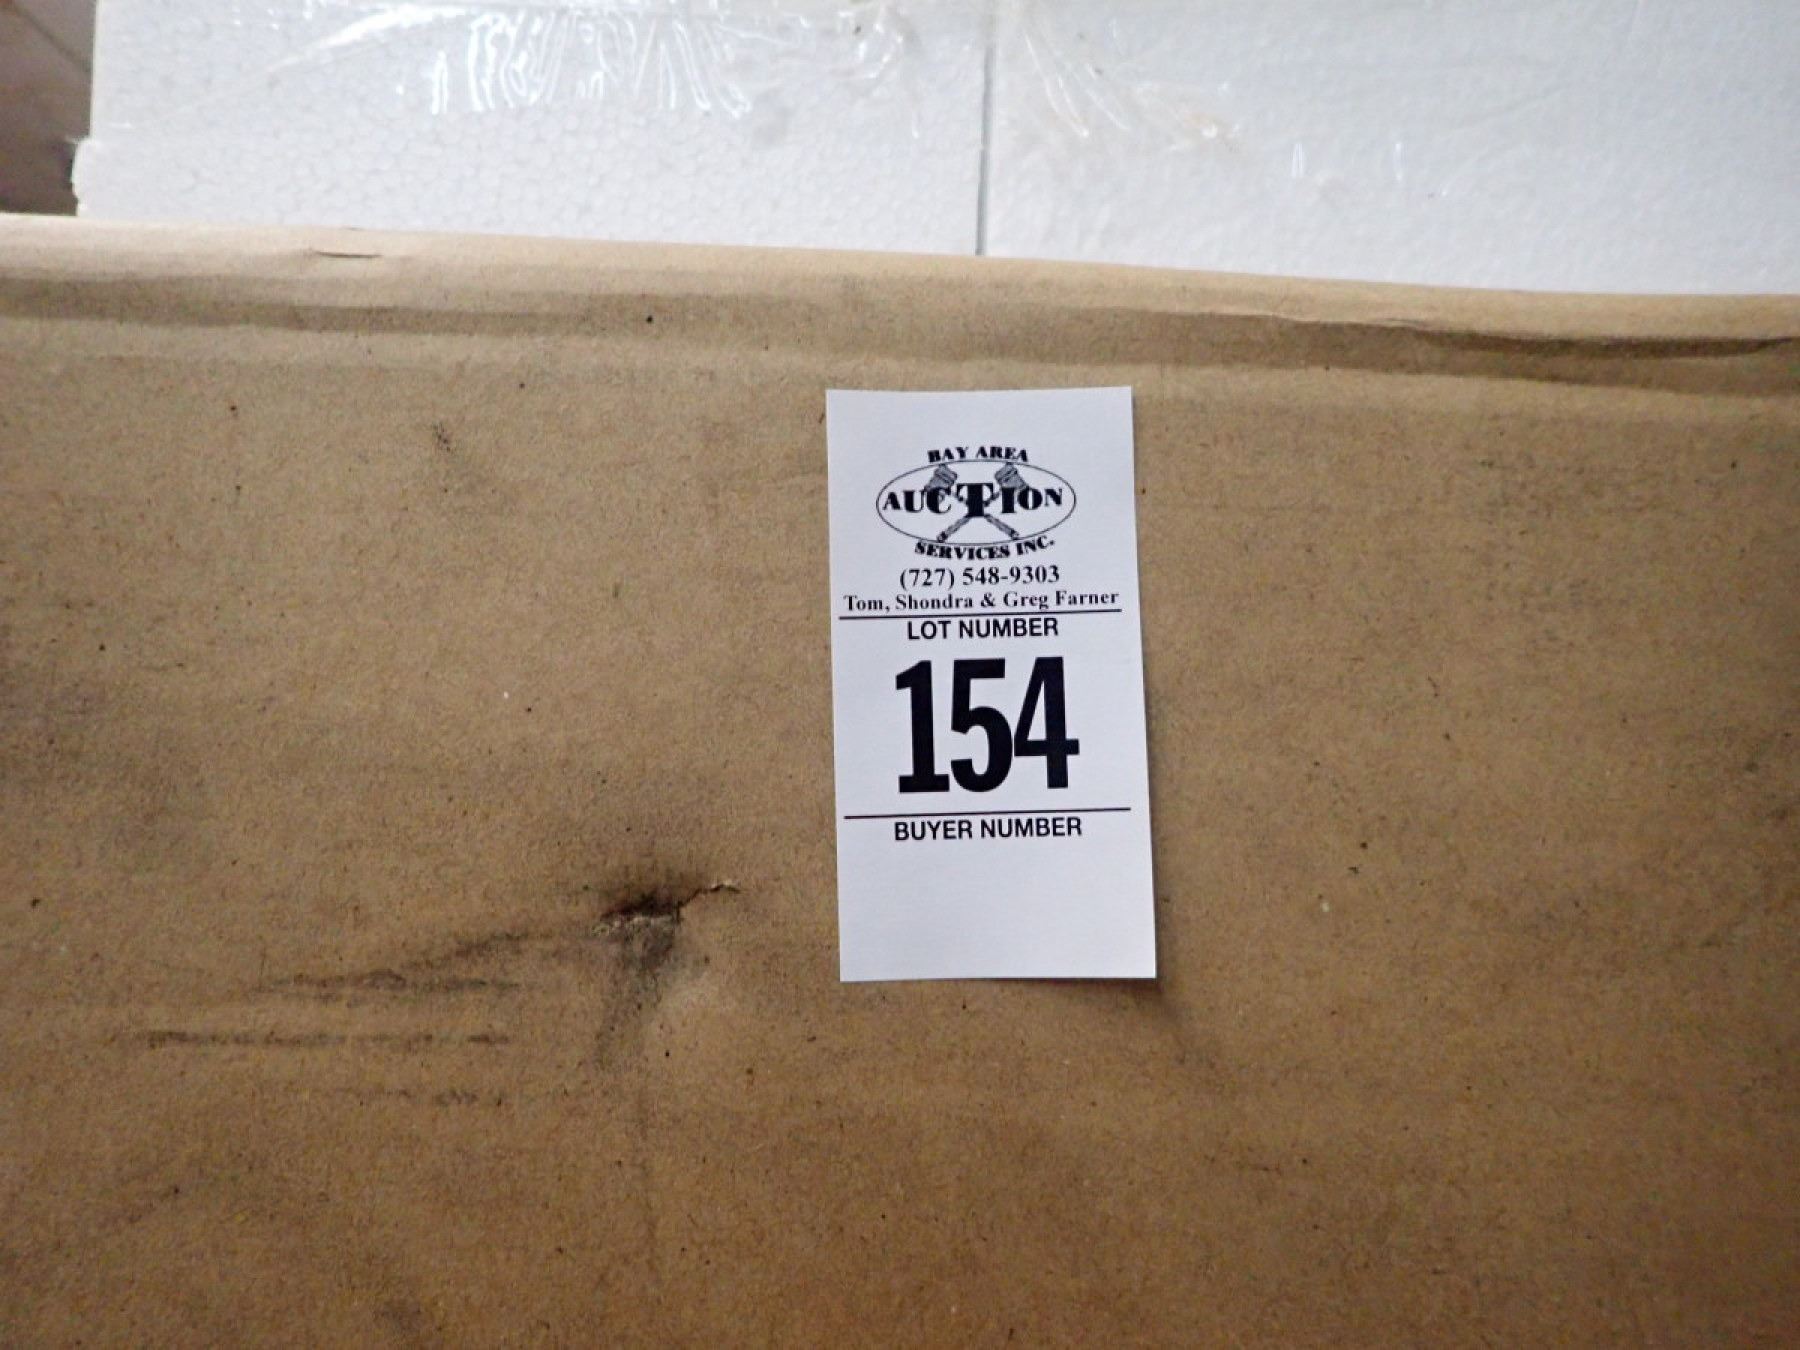 BAY AREA
AUCTION
SERVICES INC.
(727) 548-9303
Tom, Shondra & Greg Farner
LOT NUMBER
154
BUYER NUMBER